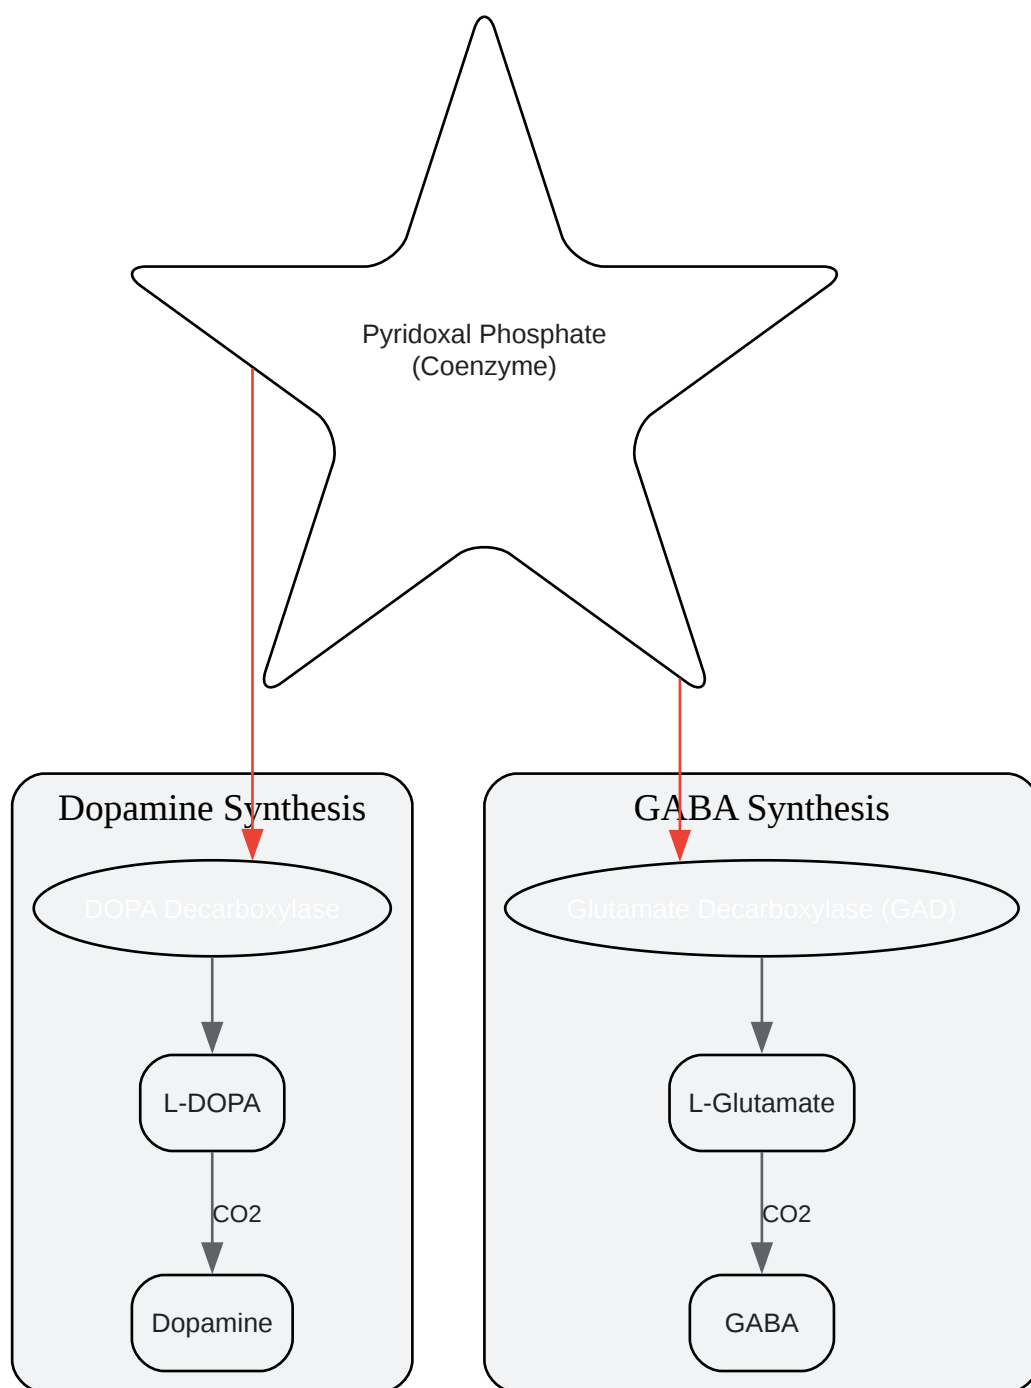 Pyridoxal Phosphate
(Coenzyme)
Dopamine Synthesis
DOPA Decarboxylase
L-DOPA
CO2
Dopamine
GABA Synthesis
Glutamate Decarboxylase (GAD)
L-Glutamate
CO2
GABA